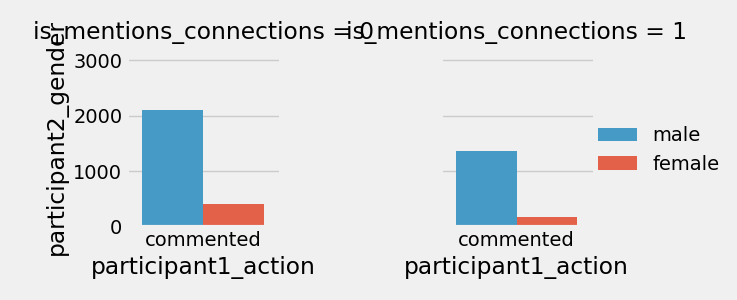 is_mentions_connections = 0
is_mentions_connections = 1
participant2_gender
3000
2000
1000
0
commented
commented
participant1_action
participant1_action
male
female